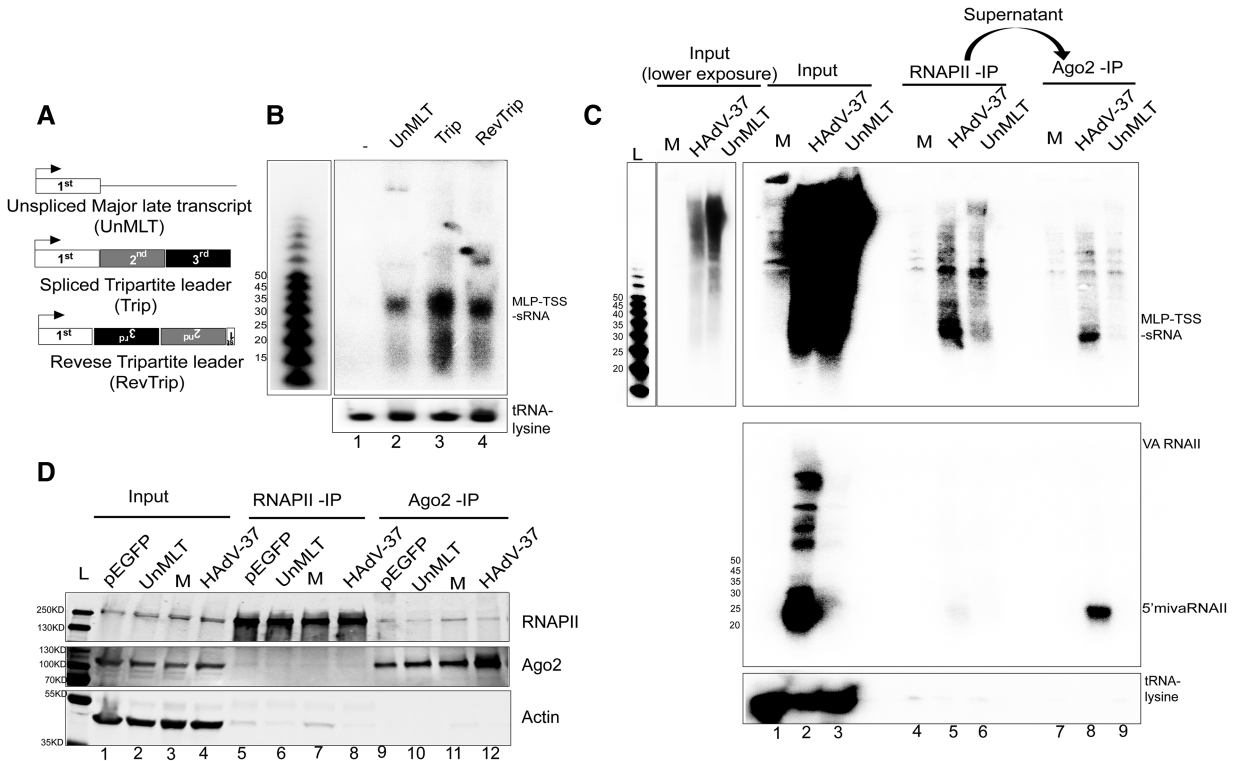 A
1st
Unspliced Major late transcript
(UnMLT)
1st 2nd 3rd
Spliced Tripartite leader
(Trip)
1st 3rd 2nd
Revese Tripartite leader
(RevTrip)
B
- UnMLT Trip RevTrip
50
45
35
30
25
20
15
MLP-TSS
-sRNA
tRNA-
lysine
1 2 3 4
C
Supernatant
Input
(lower exposure)
Input
RNAPII -IP
Ago2 -IP
L M HAdV-37 UnMLT M HAdV-37 UnMLT M HAdV-37 UnMLT M HAdV-37 UnMLT
50
45
40
35
30
25
20
MLP-TSS
-sRNA
VA RNAII
50
45
35
30
25
20
5'mivaRNAII
tRNA-
lysine
1 2 3 4 5 6 7 8 9
D
Input RNAPII -IP Ago2 -IP
L pEGFP UnMLT M HAdV-37 pEGFP UnMLT M HAdV-37 pEGFP UnMLT M HAdV-37
250KD
130KD
RNAPII
130KD
100KD
70KD
Ago2
55KD
35KD
Actin
1 2 3 4 5 6 7 8 9 10 11 12